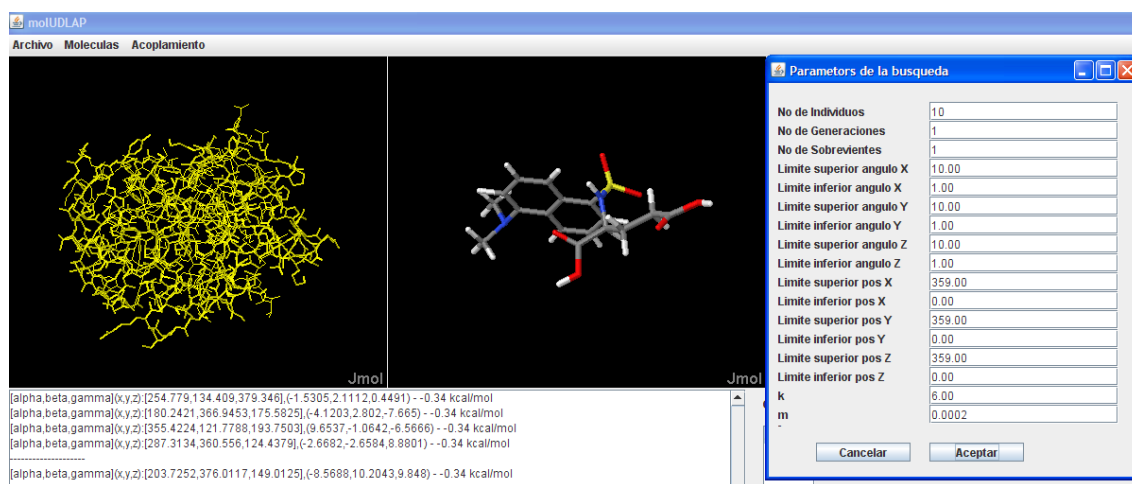 molUDLAP
Archivo Moleculas Acoplamiento
Jmol
Jmol
[alpha,beta,gamma](x,y,z):[254.779,134.409,379.346],(-1.5305,2.1112,0.4491) - -0.34 kcal/mol
[alpha,beta,gamma](x,y,z):[180.2421,366.9453,175.5825],(-4.1203,2.802,-7.665) - -0.34 kcal/mol
[alpha,beta,gamma](x,y,z):[355.4224,121.7788,193.7503],(9.6537,-1.0642,-6.5666) - -0.34 kcal/mol
[alpha,beta,gamma](x,y,z):[287.3134,360.556,124.4379],(-2.6682,-2.6584,8.8801) - -0.34 kcal/mol
--------------------
[alpha,beta,gamma](x,y,z):[203.7252,376.0117,149.0125],(-8.5688,10.2043,9.848) - -0.34 kcal/mol
Parametors de la busqueda
No de Individuos 10
No de Generaciones 1
No de Sobrevientes 1
Limite superior angulo X 10.00
Limite inferior angulo X 1.00
Limite superior angulo Y 10.00
Limite inferior angulo Y 1.00
Limite superior angulo Z 10.00
Limite inferior angulo Z 1.00
Limite superior pos X 359.00
Limite inferior pos X 0.00
Limite superior pos Y 359.00
Limite inferior pos Y 0.00
Limite superior pos Z 359.00
Limite inferior pos Z 0.00
k 6.00
m 0.0002
Cancelar Aceptar